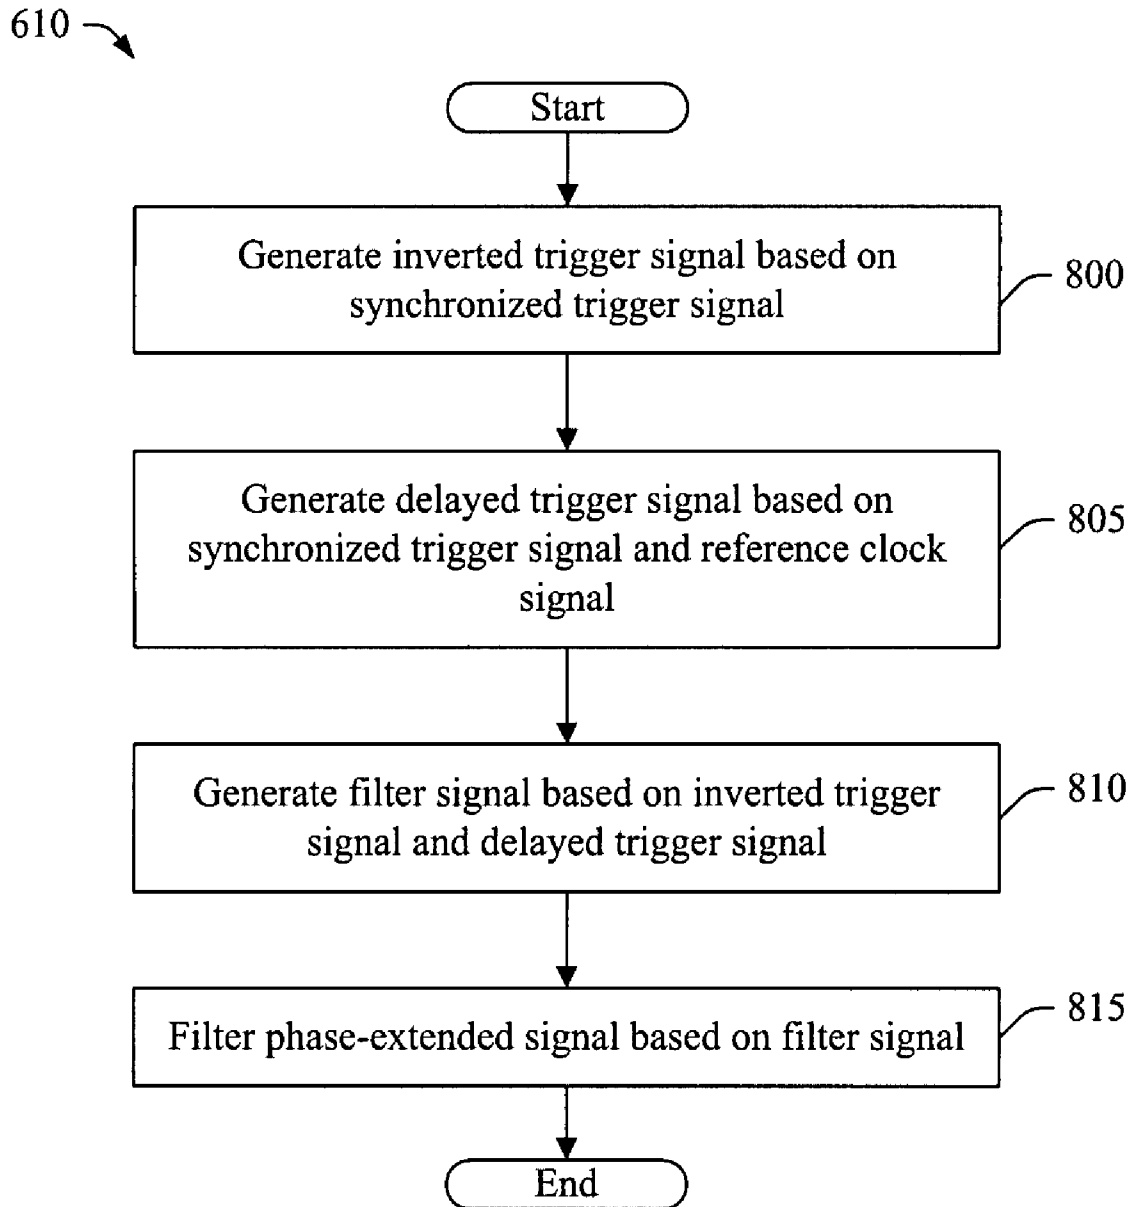 610
Start
Generate inverted trigger signal based on
synchronized trigger signal
800
Generate delayed trigger signal based on
synchronized trigger signal and reference clock
signal
805
Generate filter signal based on inverted trigger
signal and delayed trigger signal
810
Filter phase-extended signal based on filter signal
815
End